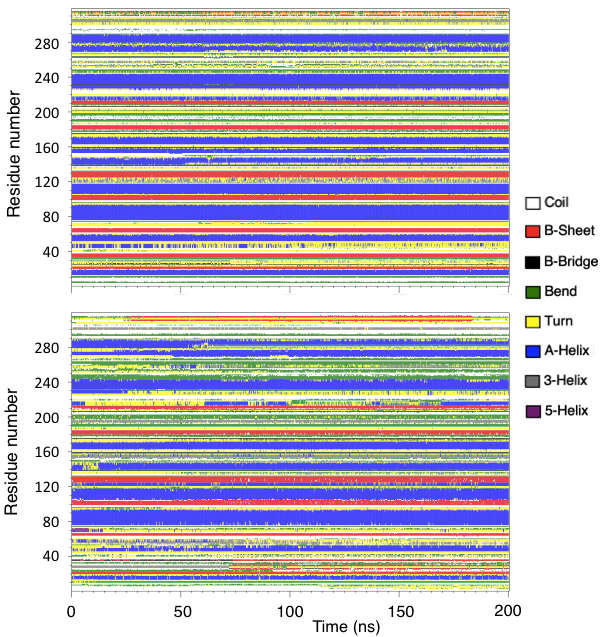 280
240
200
160
120
80
40
Residue number
Coil
B-Sheet
B-Bridge
Bend
Turn
A-Helix
3-Helix
5-Helix
280
240
200
160
120
80
40
Residue number
0 50 100 150 200
Time (ns)